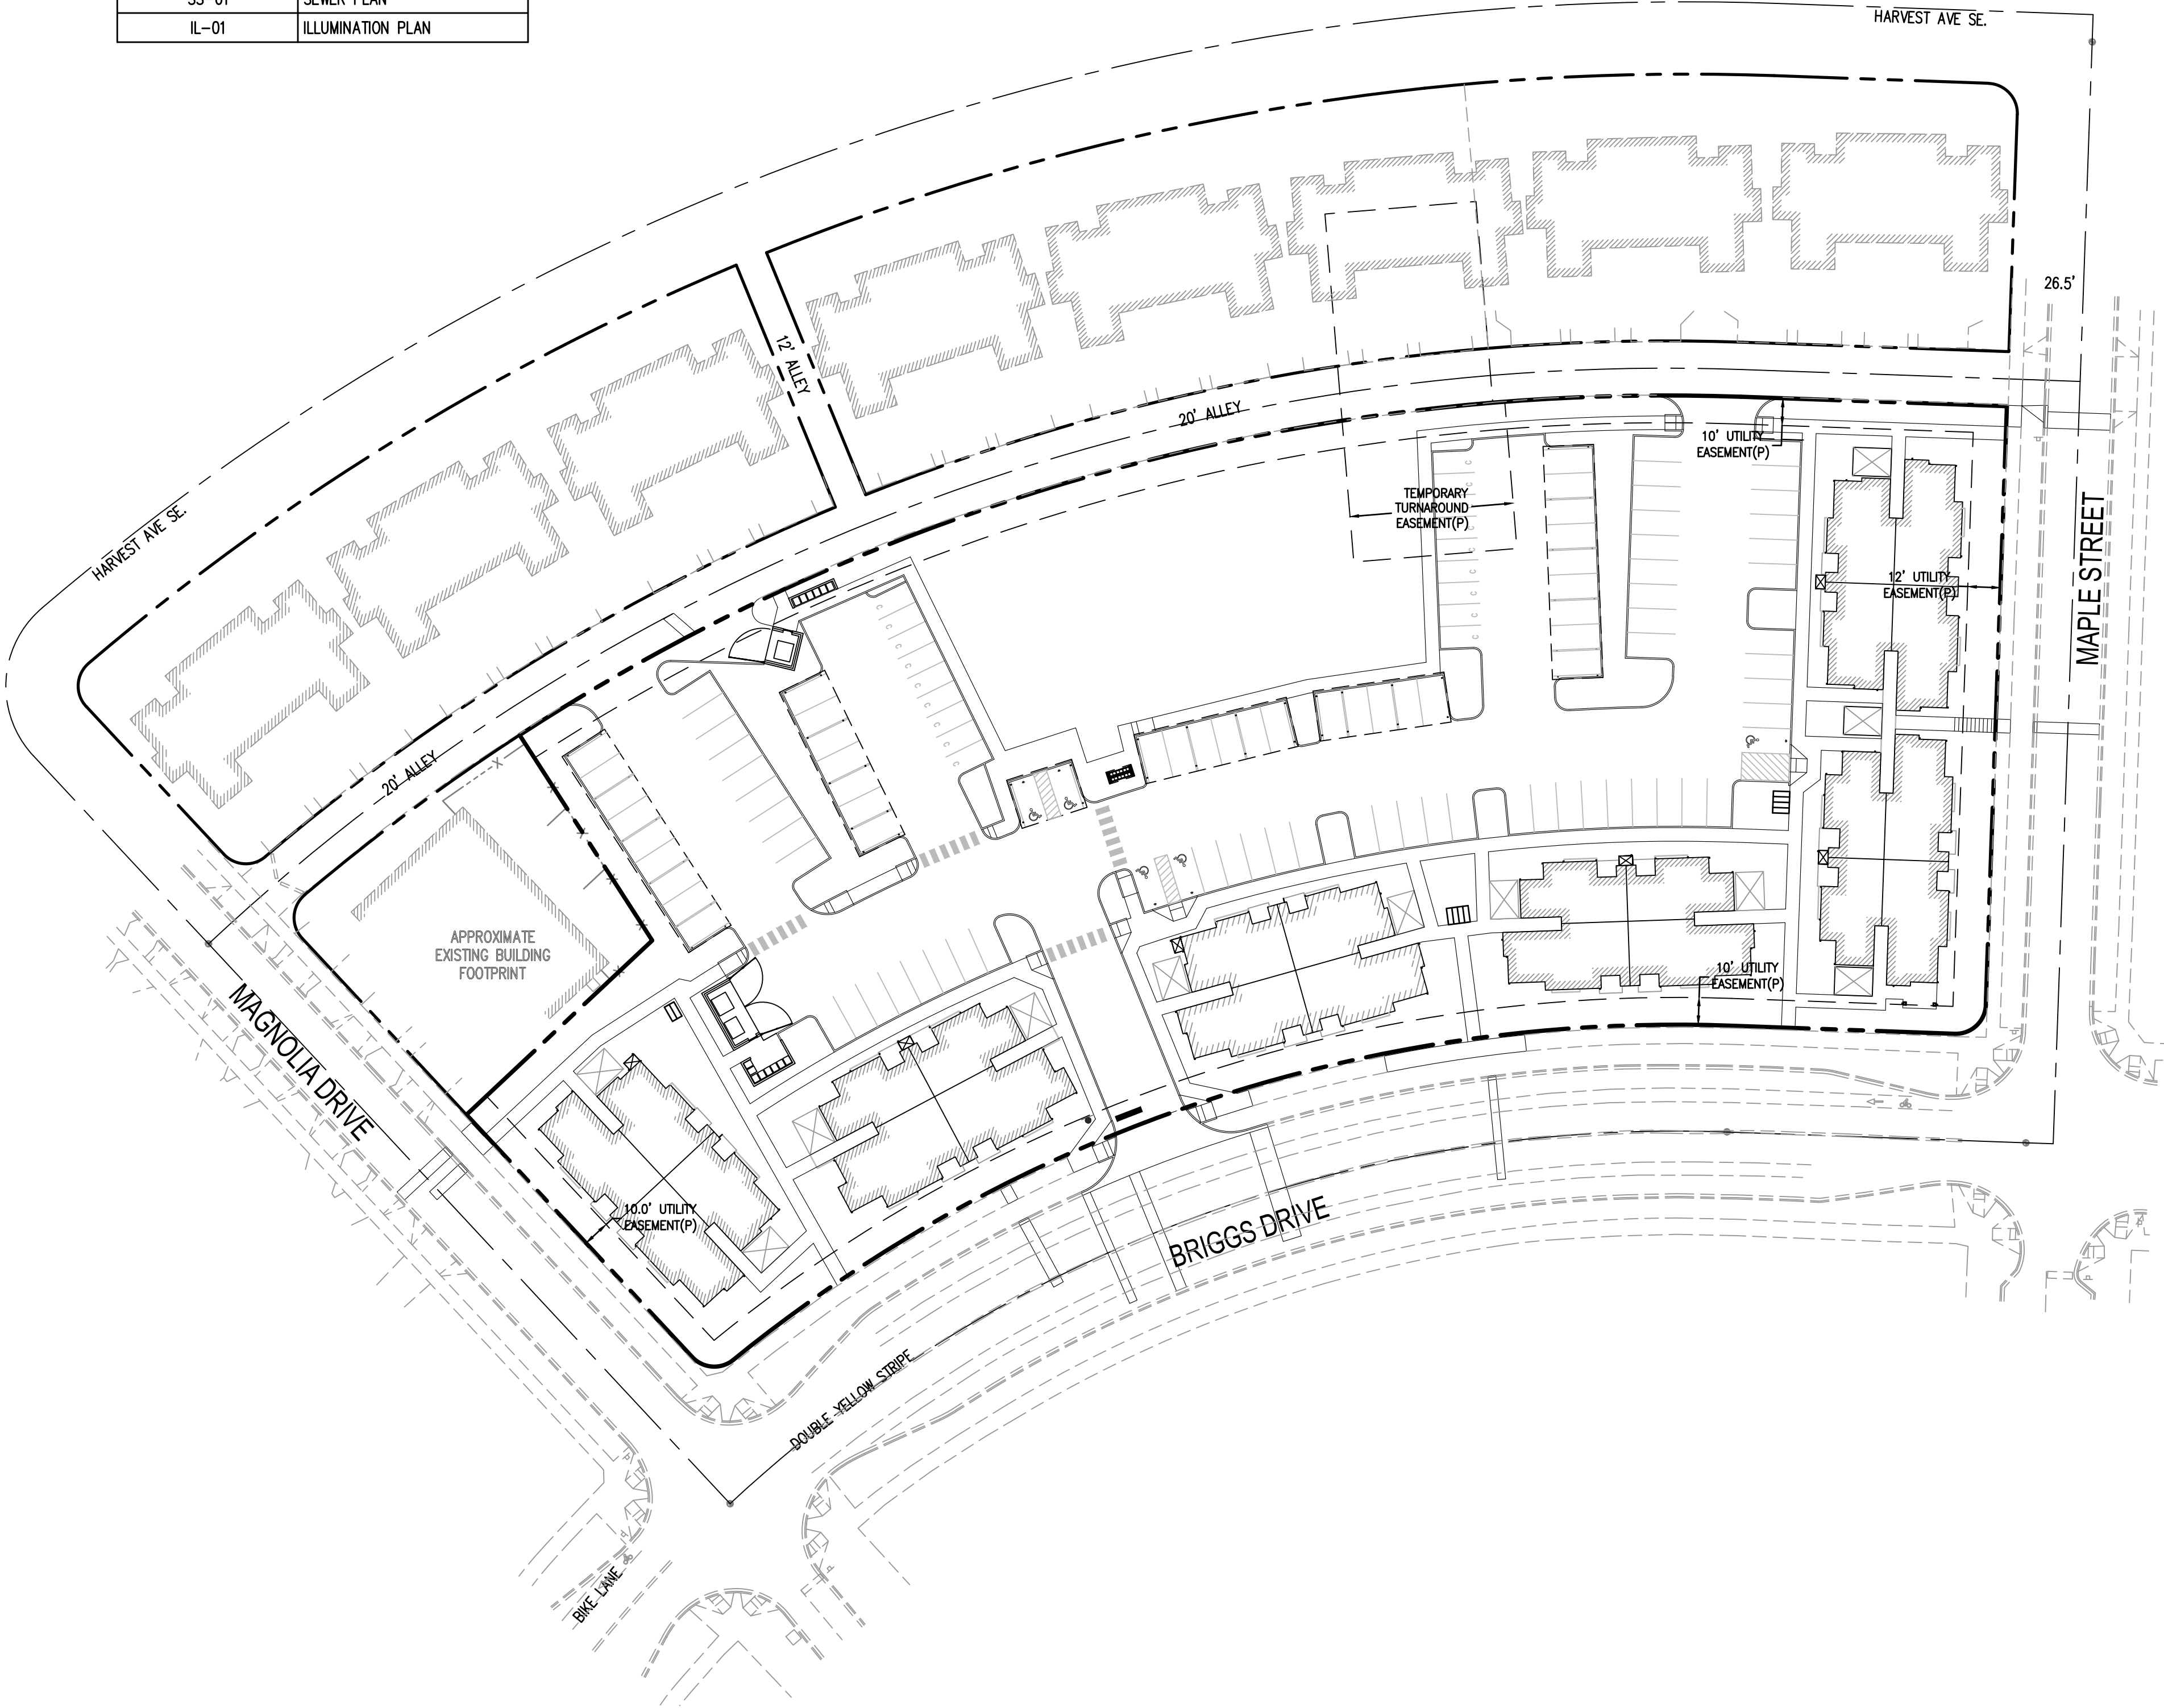 SS-01 SEWER PLAN
IL-01 ILLUMINATION PLAN
HARVEST AVE SE.
26.5'
12' ALLEY
20' ALLEY
10' UTILITY
EASEMENT(P)
TEMPORARY
TURNAROUND
EASEMENT(P)
HARVEST AVE SE.
12' UTILITY
EASEMENT(P)
MAPLE STREET
C C C C C C C C
C C C C C C C C C
20' ALLEY
APPROXIMATE
EXISTING BUILDING
FOOTPRINT
10' UTILITY
EASEMENT(P)
MAGNOLIA DRIVE
10.0' UTILITY
EASEMENT(P)
BRIGGS DRIVE
DOUBLE YELLOW STRIPE
BIKE LANE